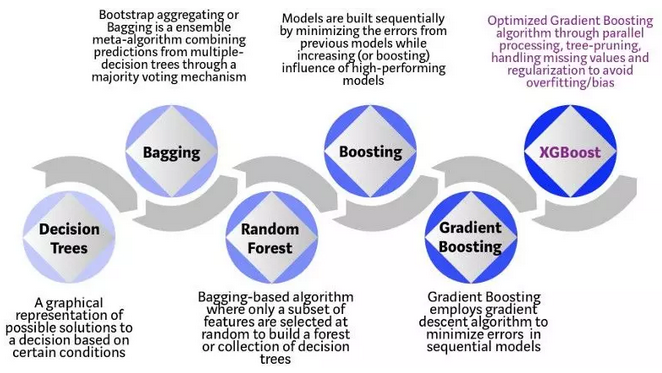 Bootstrap aggregating or
Bagging is a ensemble
meta-algorithm combining
predictions from multiple-
decision trees through a
majority voting mechanism
Models are built sequentially
by minimizing the errors from
previous models while
increasing (or boosting)
influence of high-performing
models
Optimized Gradient Boosting
algorithm through parallel
processing, tree-pruning,
handling missing values and
regularization to avoid
overfitting/bias
Bagging
Boosting
XGBoost
Decision
Trees
Random
Forest
Gradient
Boosting
A graphical
representation of
possible solutions to
a decision based on
certain conditions
Bagging-based algorithm
where only a subset of
features are selected at
random to build a forest
or collection of decision
trees
Gradient Boosting
employs gradient
descent algorithm to
minimize errors in
sequential models